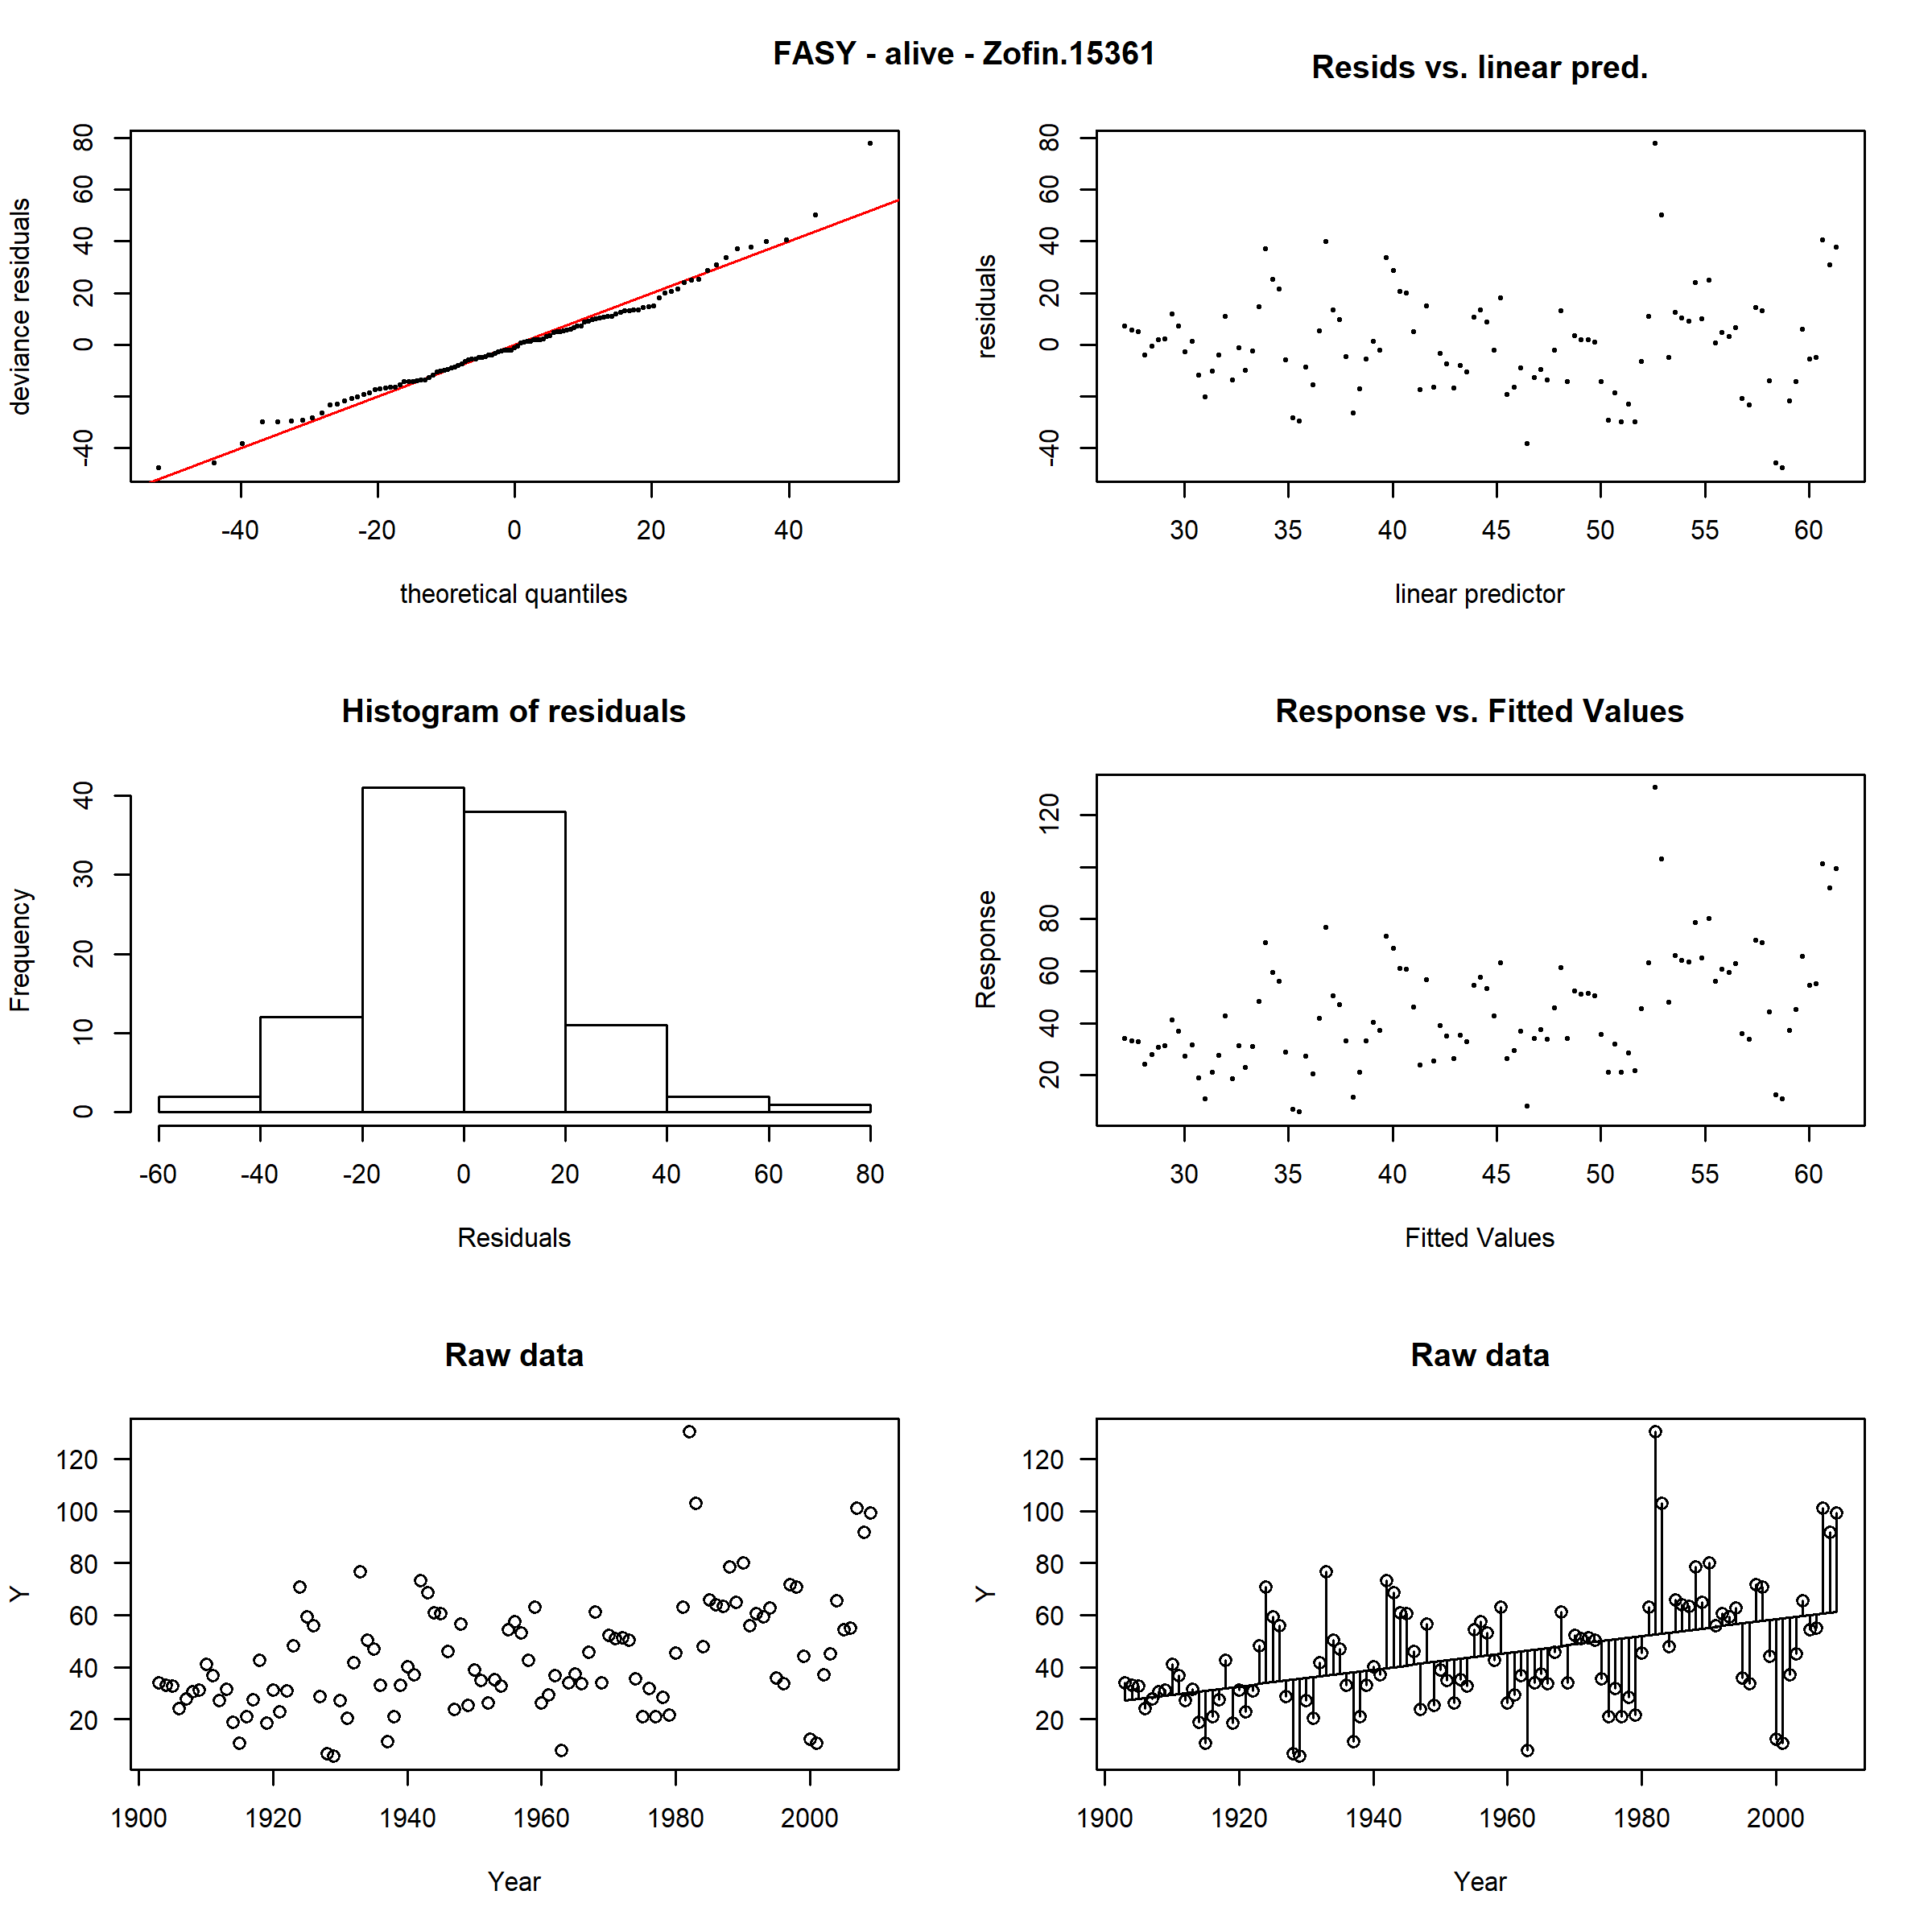 FASY - alive - Zofin.15361
Resids vs. linear pred.
deviance residuals
-40 0 20 40 60 80
-40 -20 0 20 40
theoretical quantiles
residuals
-40 0 20 40 60 80
30 35 40 45 50 55 60
linear predictor
Histogram of residuals
Frequency
0 10 20 30 40
-60 -40 -20 0 20 40 60 80
Residuals
Response vs. Fitted Values
Response
20 40 60 80 120
30 35 40 45 50 55 60
Fitted Values
Raw data
Y
120
100
80
60
40
20
1900 1920 1940 1960 1980 2000
Year
Raw data
Y
120
100
80
60
40
20
1900 1920 1940 1960 1980 2000
Year